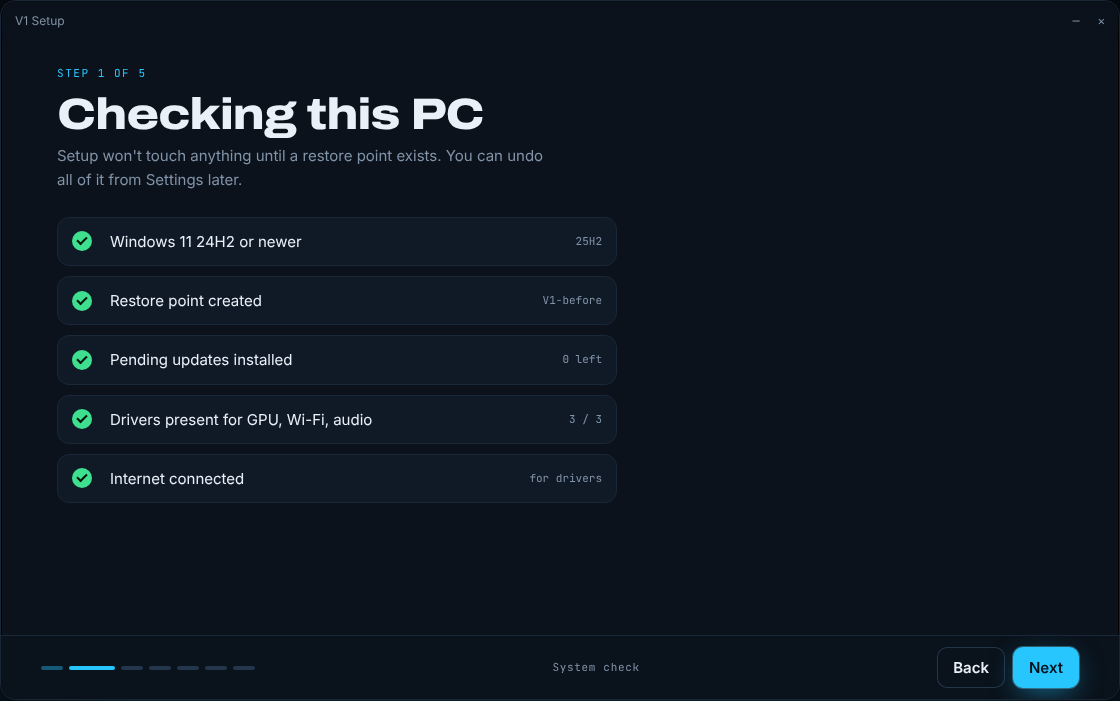 V1 Setup
STEP 1 OF 5
Checking this PC
Setup won't touch anything until a restore point exists. You can undo
all of it from Settings later.
Windows 11 24H2 or newer 25H2
Restore point created V1-before
Pending updates installed 0 left
Drivers present for GPU, Wi-Fi, audio 3 / 3
Internet connected for drivers
System check Back Next